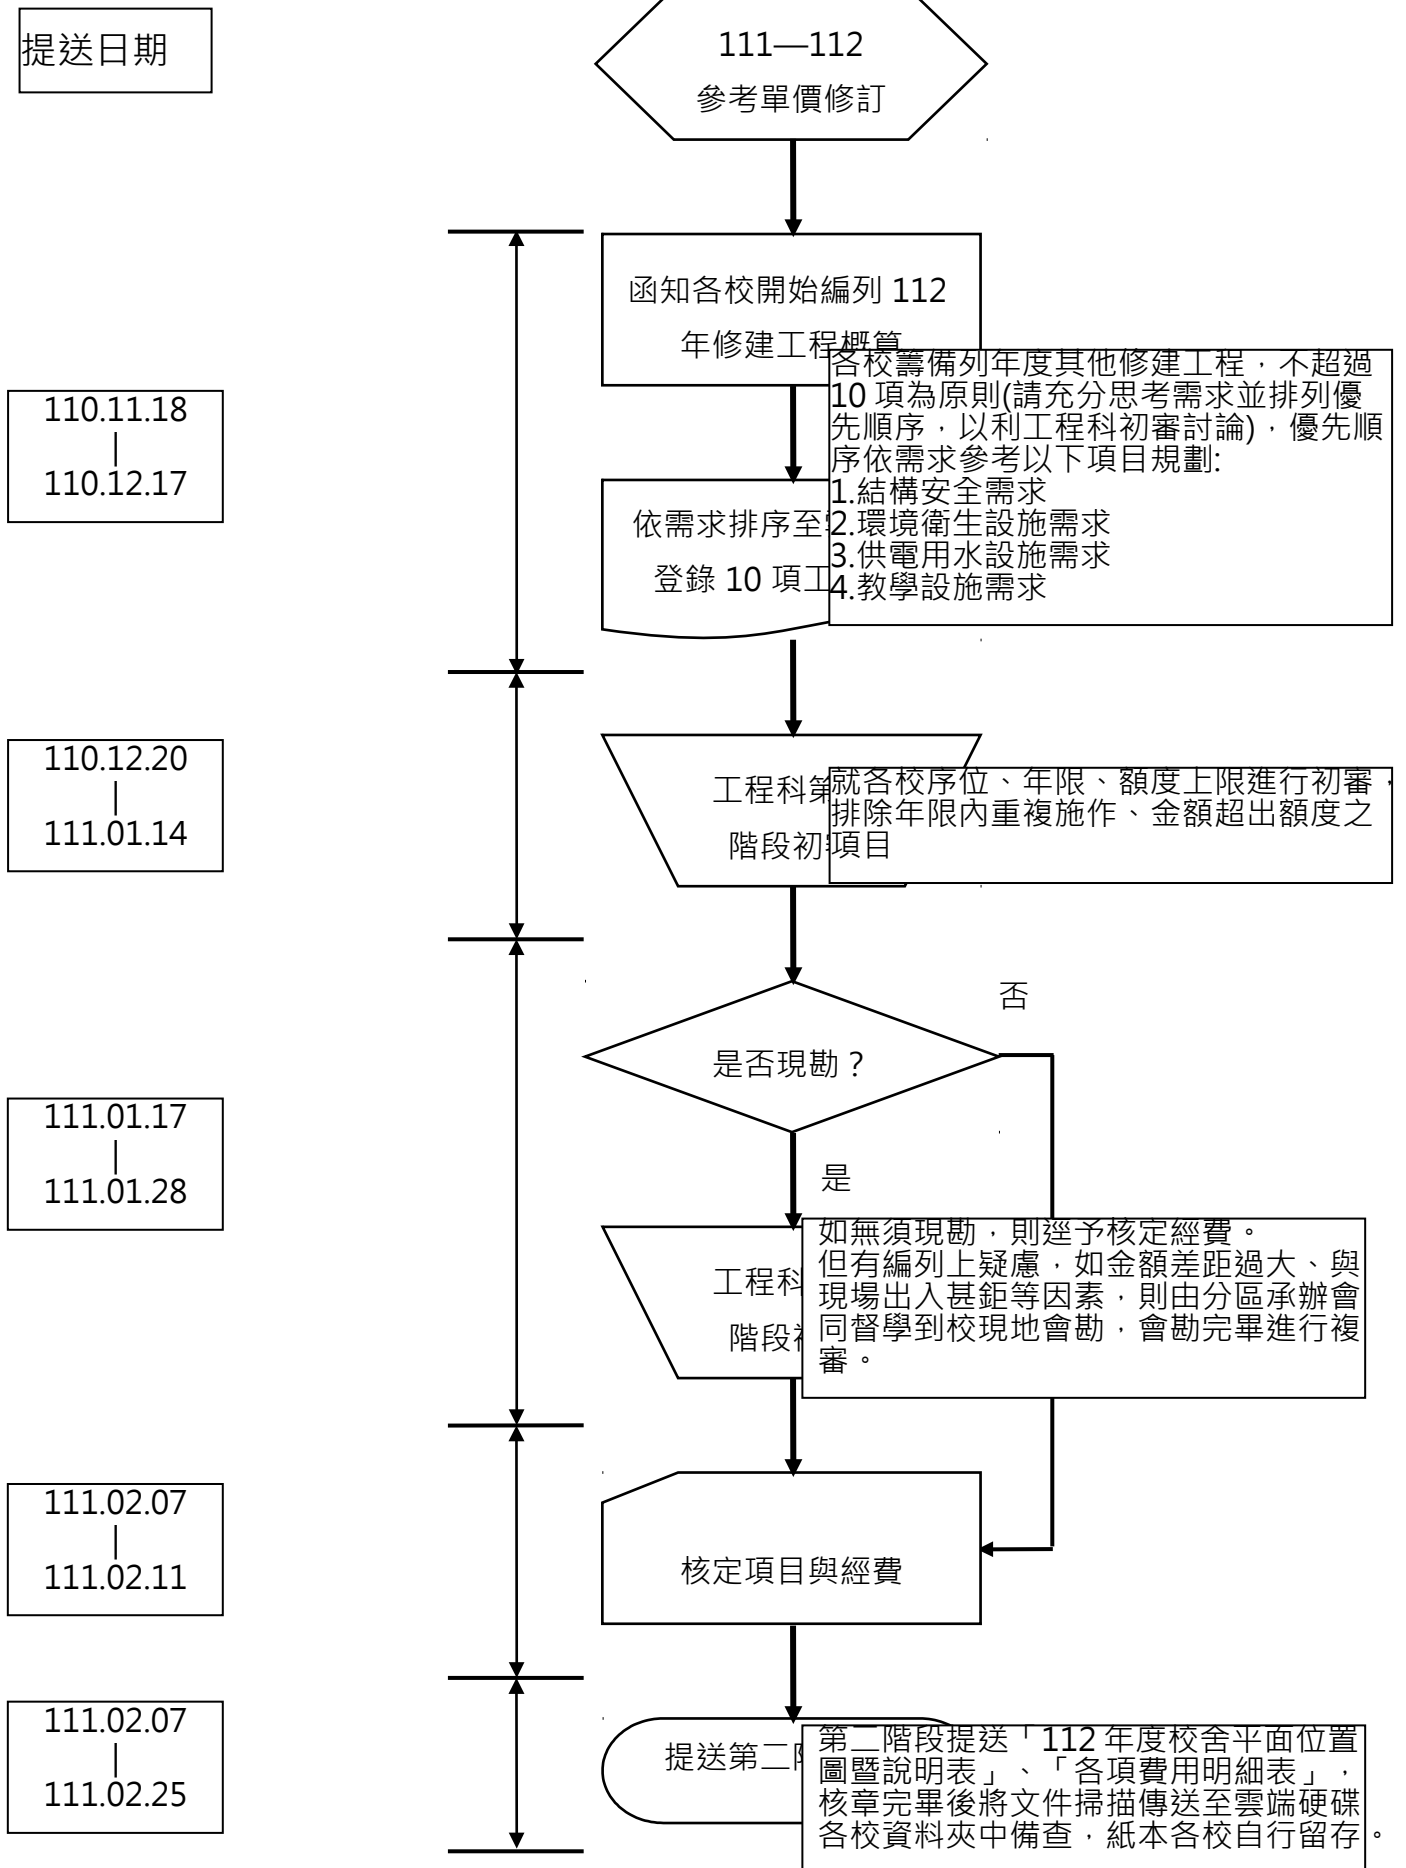 提送日期
111—112
參考單價修訂
函知各校開始編列 112
年修建工程概算
各校籌備列年度其他修建工程，不超過
10 項為原則(請充分思考需求並排列優
先順序，以利工程科初審討論)，優先順
序依需求參考以下項目規劃:
1.結構安全需求
2.環境衛生設施需求
3.供電用水設施需求
4.教學設施需求
110.11.18
|
110.12.17
依需求排序至
登錄 10 項工
110.12.20
|
111.01.14
工程科第
階段初
就各校序位、年限、額度上限進行初審，
排除年限內重複施作、金額超出額度之
項目
否
是否現勘？
111.01.17
|
111.01.28
是
工程科
階段
如無須現勘，則逕予核定經費。
但有編列上疑慮，如金額差距過大、與
現場出入甚鉅等因素，則由分區承辦會
同督學到校現地會勘，會勘完畢進行複
審。
111.02.07
|
111.02.11
核定項目與經費
111.02.07
|
111.02.25
提送第二
第二階段提送「112 年度校舍平面位置
圖暨說明表」、「各項費用明細表」，
核章完畢後將文件掃描傳送至雲端硬碟
各校資料夾中備查，紙本各校自行留存。